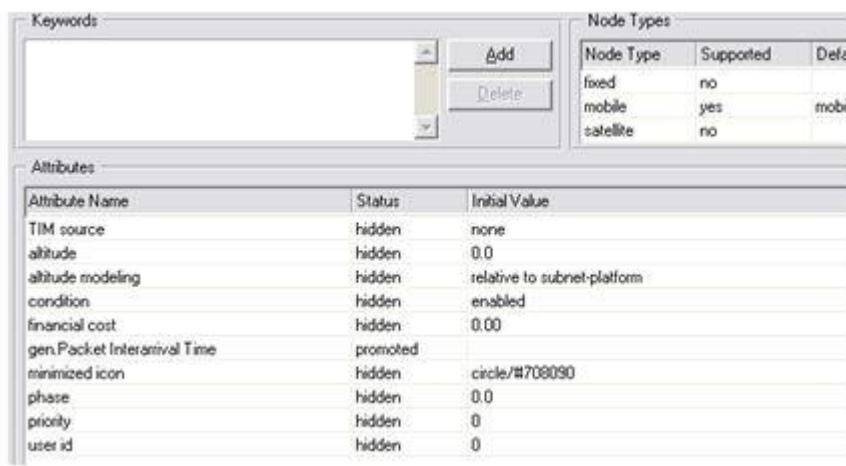 Keywords
Add
Delete
Node Types
Node Type Supported Defa
fixed no
mobile yes mobi
satellite no
Attributes
Attribute Name Status Initial Value
TIM source hidden none
altitude hidden 0.0
altitude modeling hidden relative to subnet-platform
condition hidden enabled
financial cost hidden 0.00
gen.Packet Interarrival Time promoted
minimized icon hidden circle/#708090
phase hidden 0.0
priority hidden 0
user id hidden 0